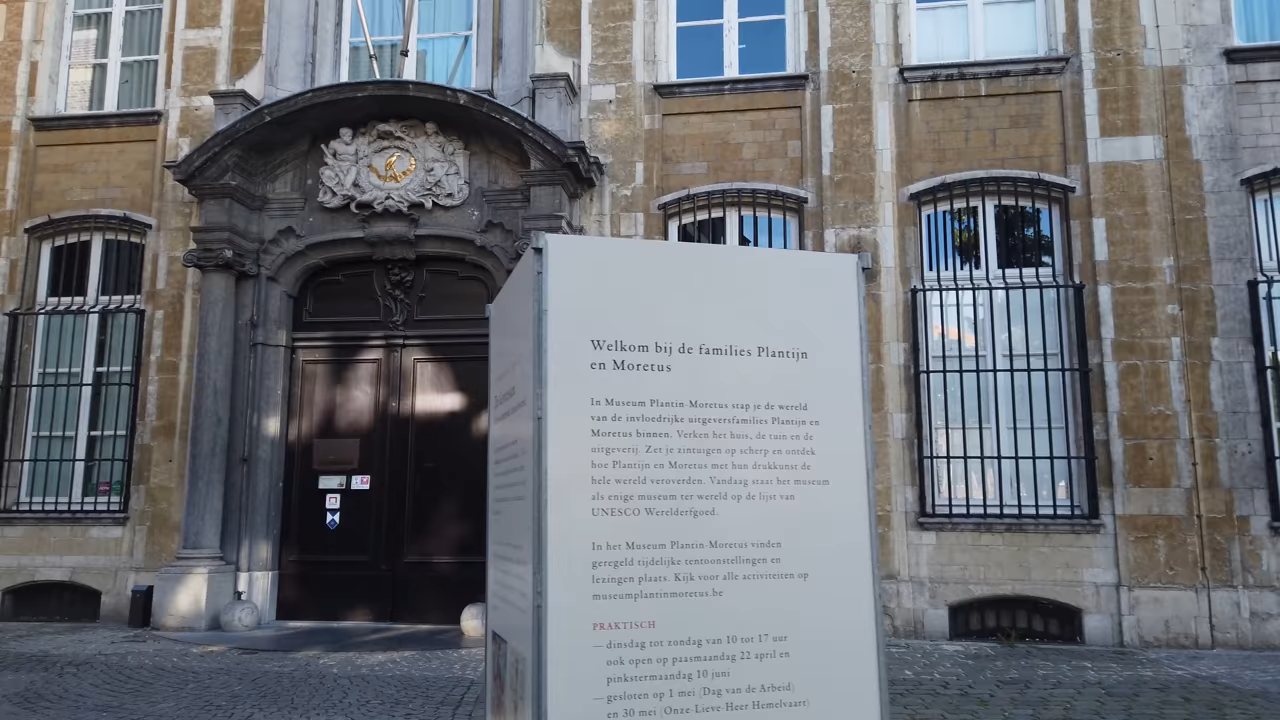 Welkom bij de families Plantijn
en Moretus
In Museum Plantin-Moretus stap je de wereld
van de invloedrijke uitgeversfamilies Plantijn en
Moretus binnen. Verken het huis, de tuin en de
uitgeverij. Zet je zintuigen op scherp en ontdek
hoe Plantijn en Moretus met hun drukkunst de
hele wereld veroverden. Vandaag staat het museum
als enige museum ter wereld op de lijst van
UNESCO Werelderfgoed.
In het Museum Plantin-Moretus vinden
geregeld tijdelijke tentoonstellingen en
lezingen plaats. Kijk voor alle activiteiten op
museumplantinmoretus.be
PRAKTISCH
— dinsdag tot zondag van 10 tot 17 uur
ook open op paasmaandag 22 april en
pinkstermaandag 10 juni
— gesloten op 1 mei (Dag van de Arbeid)
en 30 mei (Onze-Lieve-Heer Hemelvaart)